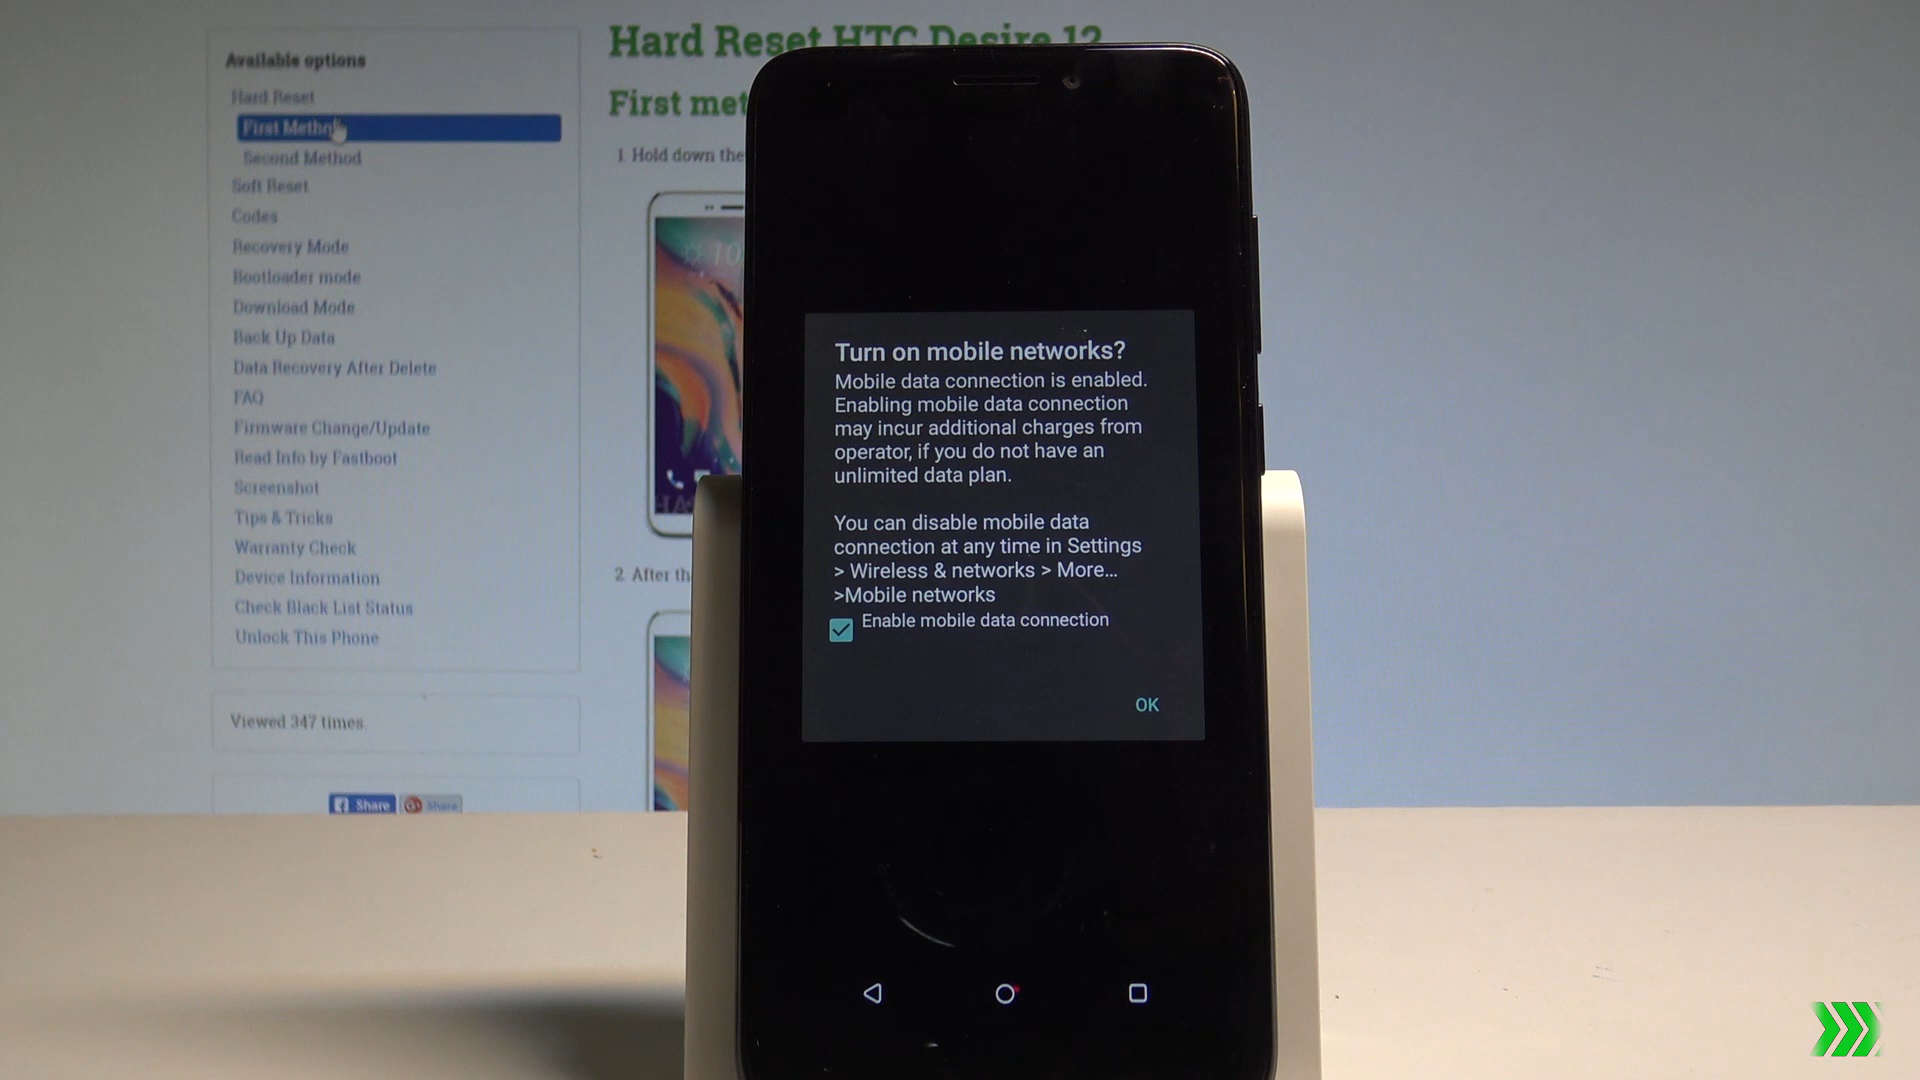 Hard Reset HTC Desire 12
Available options
Hard Reset
First Method
Second Method
Soft Reset
Codes
Recovery Mode
Bootloader mode
Download Mode
Back Up Data
Data Recovery After Delete
FAQ
Firmware Change/Update
Read Info by Fastboot
Screenshot
Tips & Tricks
Warranty Check
Device Information
Check Black List Status
Unlock This Phone
Viewed 347 times.
Share
Share
First met
1. Hold down the
10
2. After th
Turn on mobile networks?
Mobile data connection is enabled.
Enabling mobile data connection
may incur additional charges from
operator, if you do not have an
unlimited data plan.
You can disable mobile data
connection at any time in Settings
> Wireless & networks > More...
>Mobile networks
Enable mobile data connection
OK